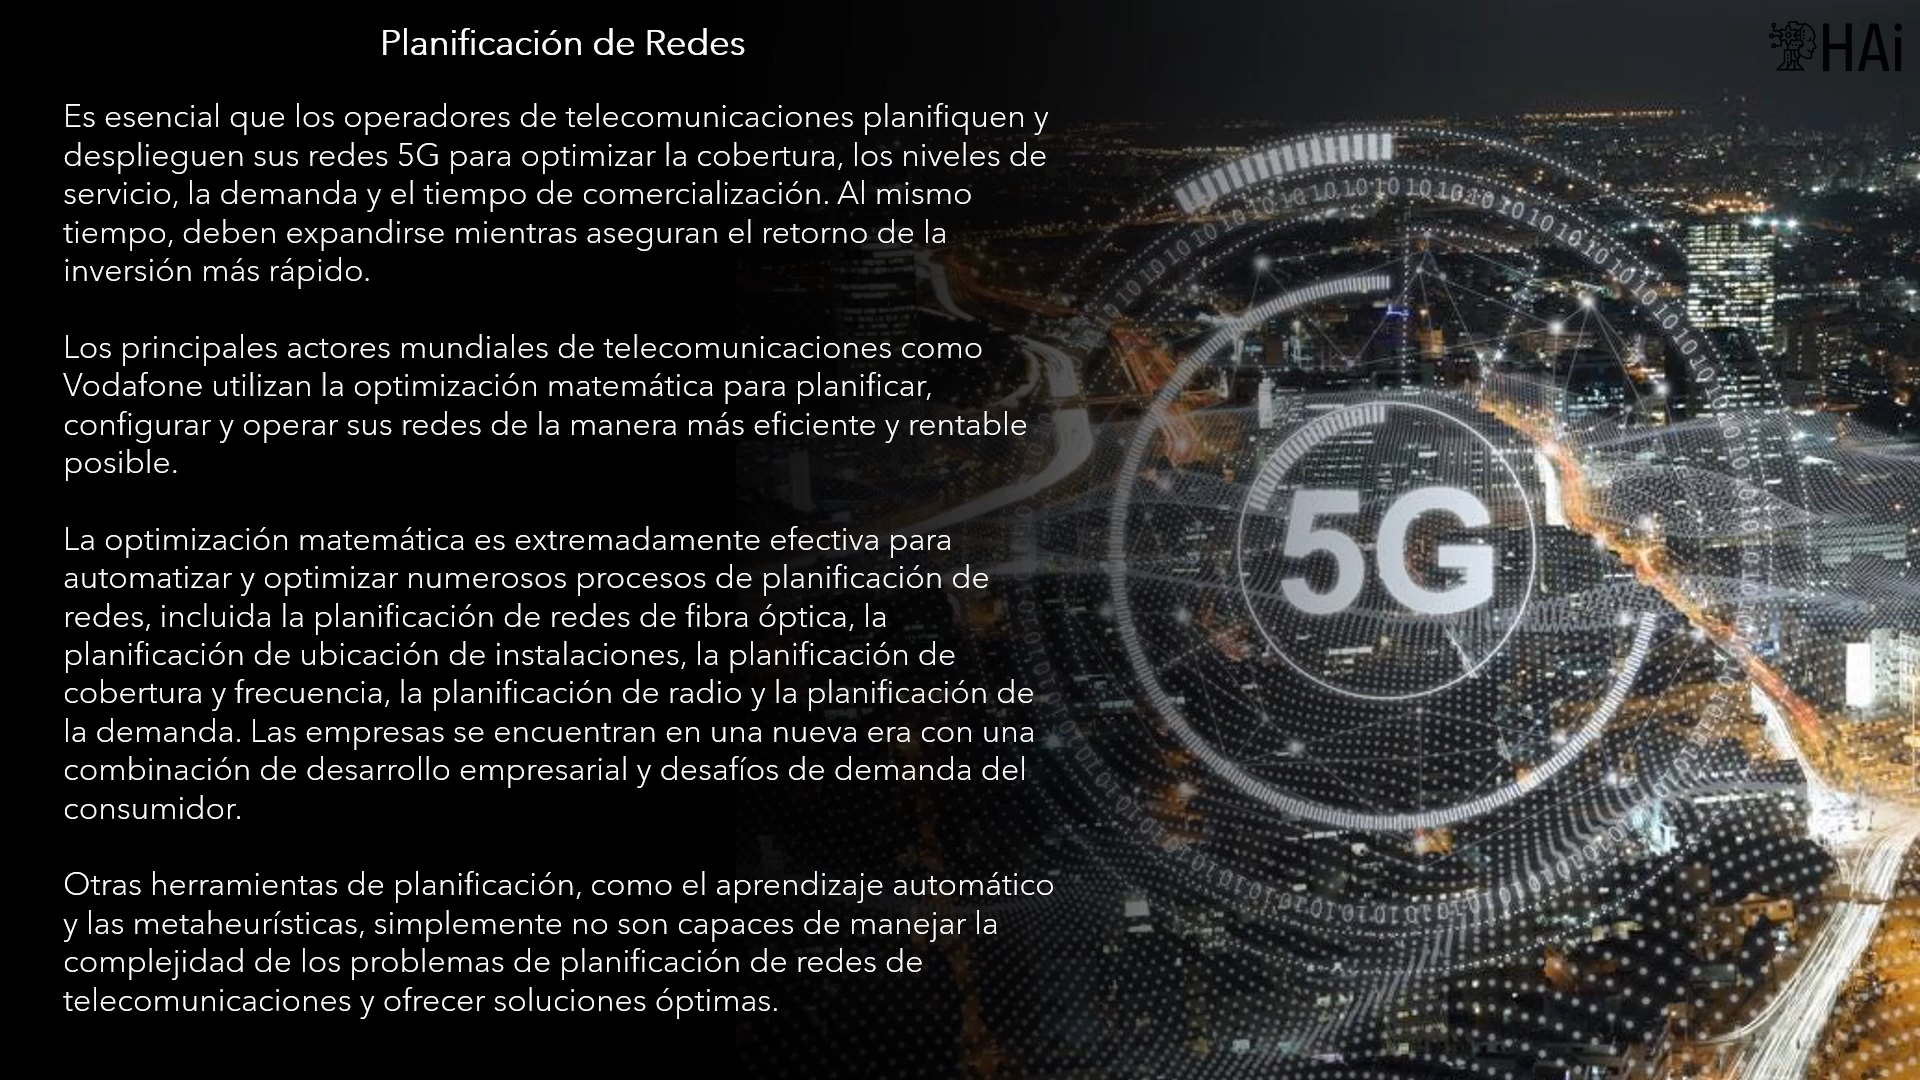 Planificación de Redes
HAi
Es esencial que los operadores de telecomunicaciones planifiquen y
desplieguen sus redes 5G para optimizar la cobertura, los niveles de
servicio, la demanda y el tiempo de comercialización. Al mismo
tiempo, deben expandirse mientras aseguran el retorno de la
inversión más rápido.
Los principales actores mundiales de telecomunicaciones como
Vodafone utilizan la optimización matemática para planificar,
configurar y operar sus redes de la manera más eficiente y rentable
posible.
La optimización matemática es extremadamente efectiva para
automatizar y optimizar numerosos procesos de planificación de
redes, incluida la planificación de redes de fibra óptica, la
planificación de ubicación de instalaciones, la planificación de
cobertura y frecuencia, la planificación de radio y la planificación de
la demanda. Las empresas se encuentran en una nueva era con una
combinación de desarrollo empresarial y desafíos de demanda del
consumidor.
Otras herramientas de planificación, como el aprendizaje automático
y las metaheurísticas, simplemente no son capaces de manejar la
complejidad de los problemas de planificación de redes de
telecomunicaciones y ofrecer soluciones óptimas.
5G